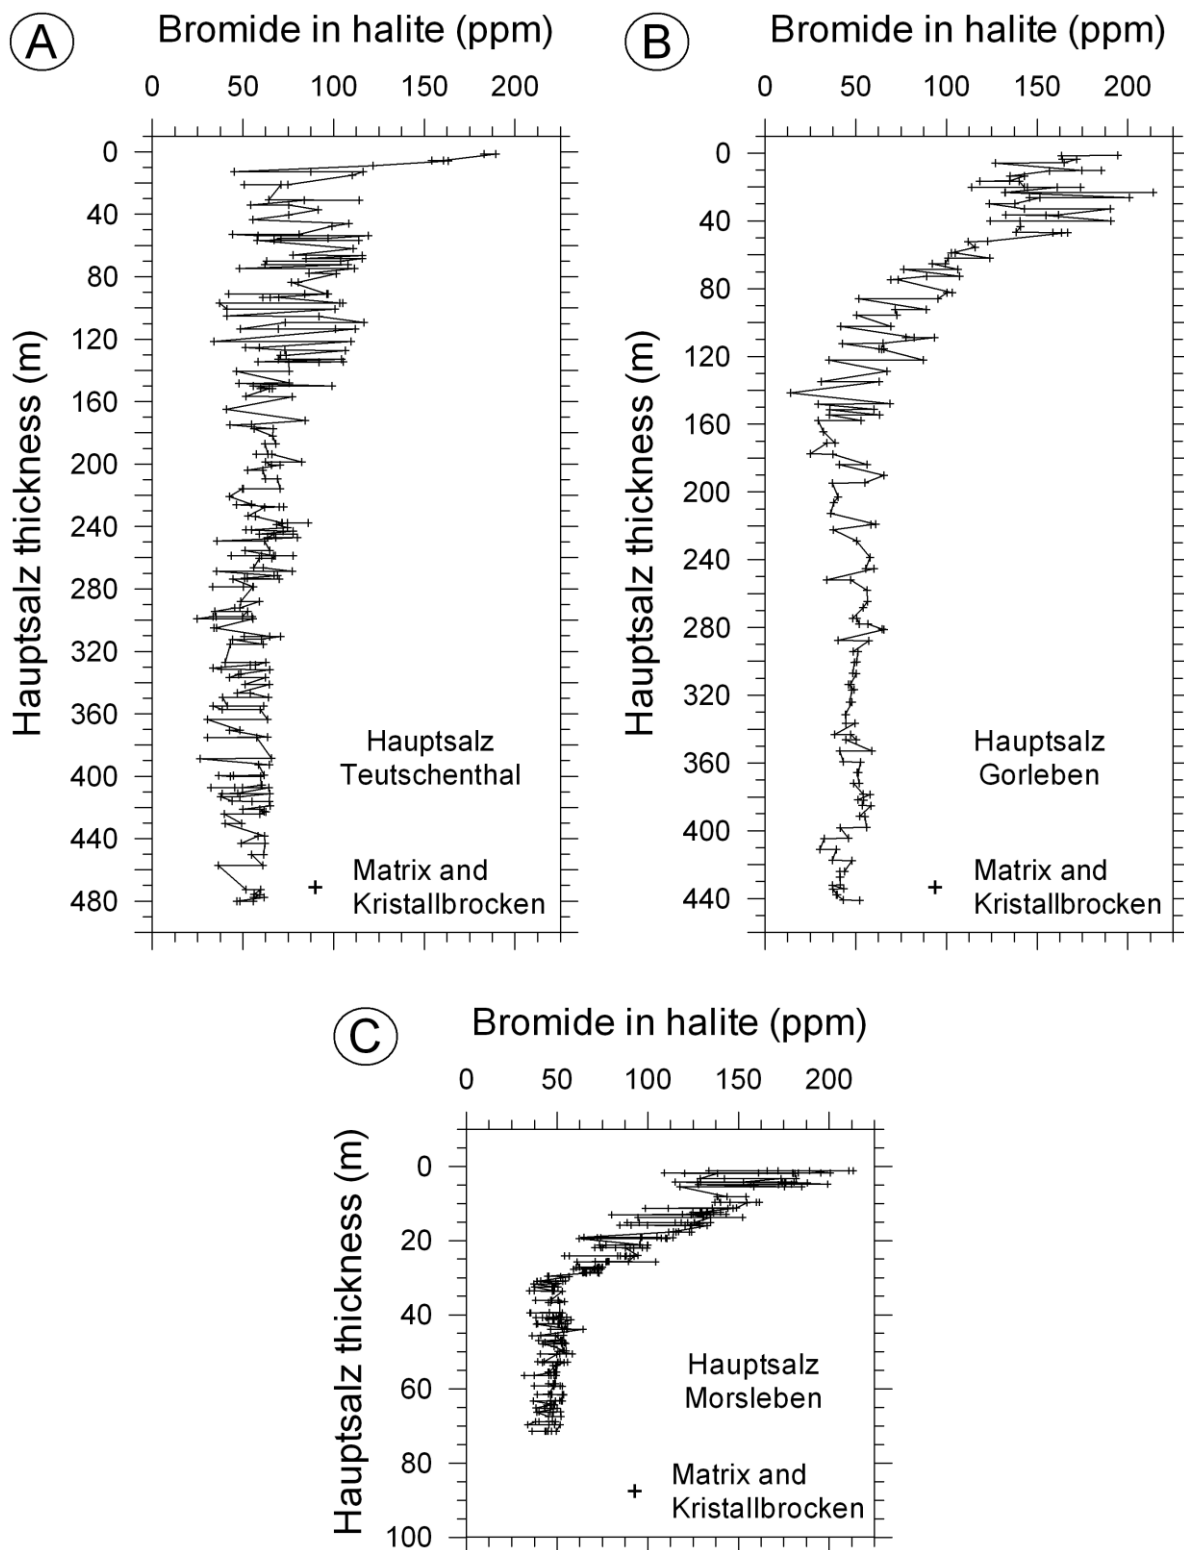 A
Bromide in halite (ppm)
0 50 100 150 200
Hauptsalz thickness (m)
0
40
80
120
160
200
240
280
320
360
400
440
480
Hauptsalz
Teutschenthal
+ Matrix and
Kristallbrocken
B
Bromide in halite (ppm)
0 50 100 150 200
Hauptsalz thickness (m)
0
40
80
120
160
200
240
280
320
360
400
440
Hauptsalz
Gorleben
+ Matrix and
Kristallbrocken
C
Bromide in halite (ppm)
0 50 100 150 200
Hauptsalz thickness (m)
0
20
40
60
80
100
Hauptsalz
Morsleben
+ Matrix and
Kristallbrocken